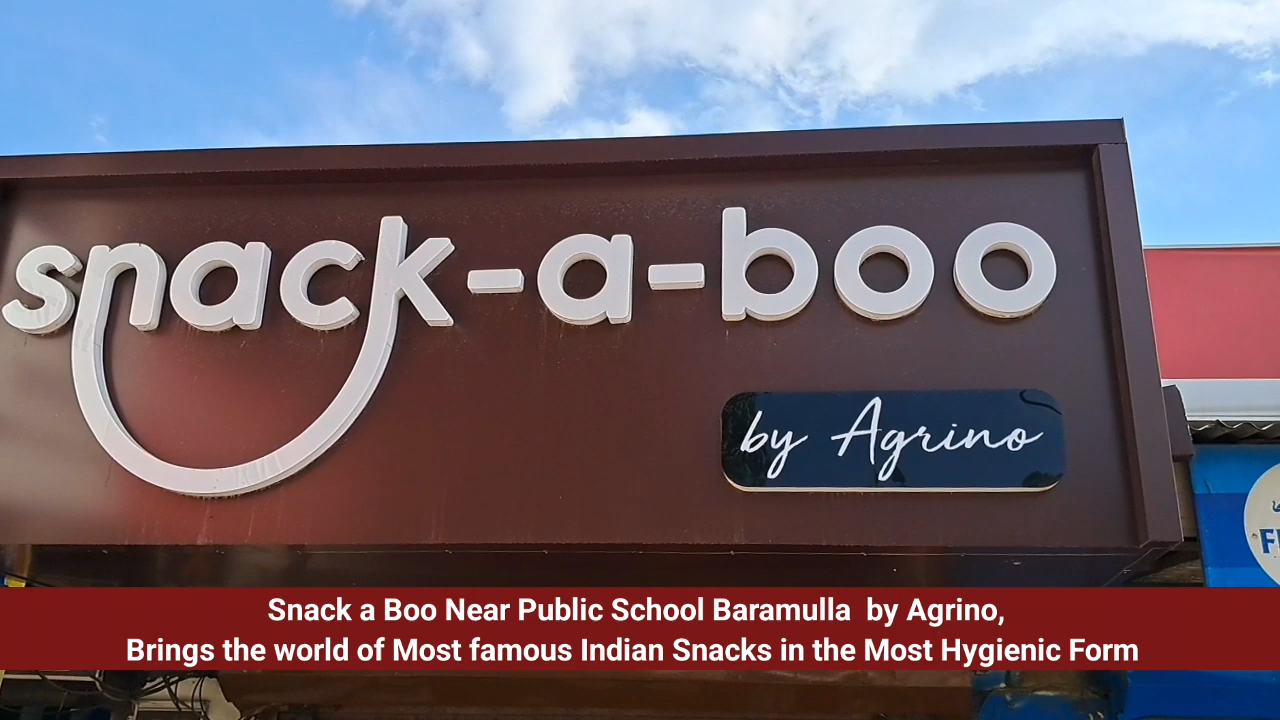 snack-a-boo
by Agrino
Snack a Boo Near Public School Baramulla by Agrino,
Brings the world of Most famous Indian Snacks in the Most Hygienic Form